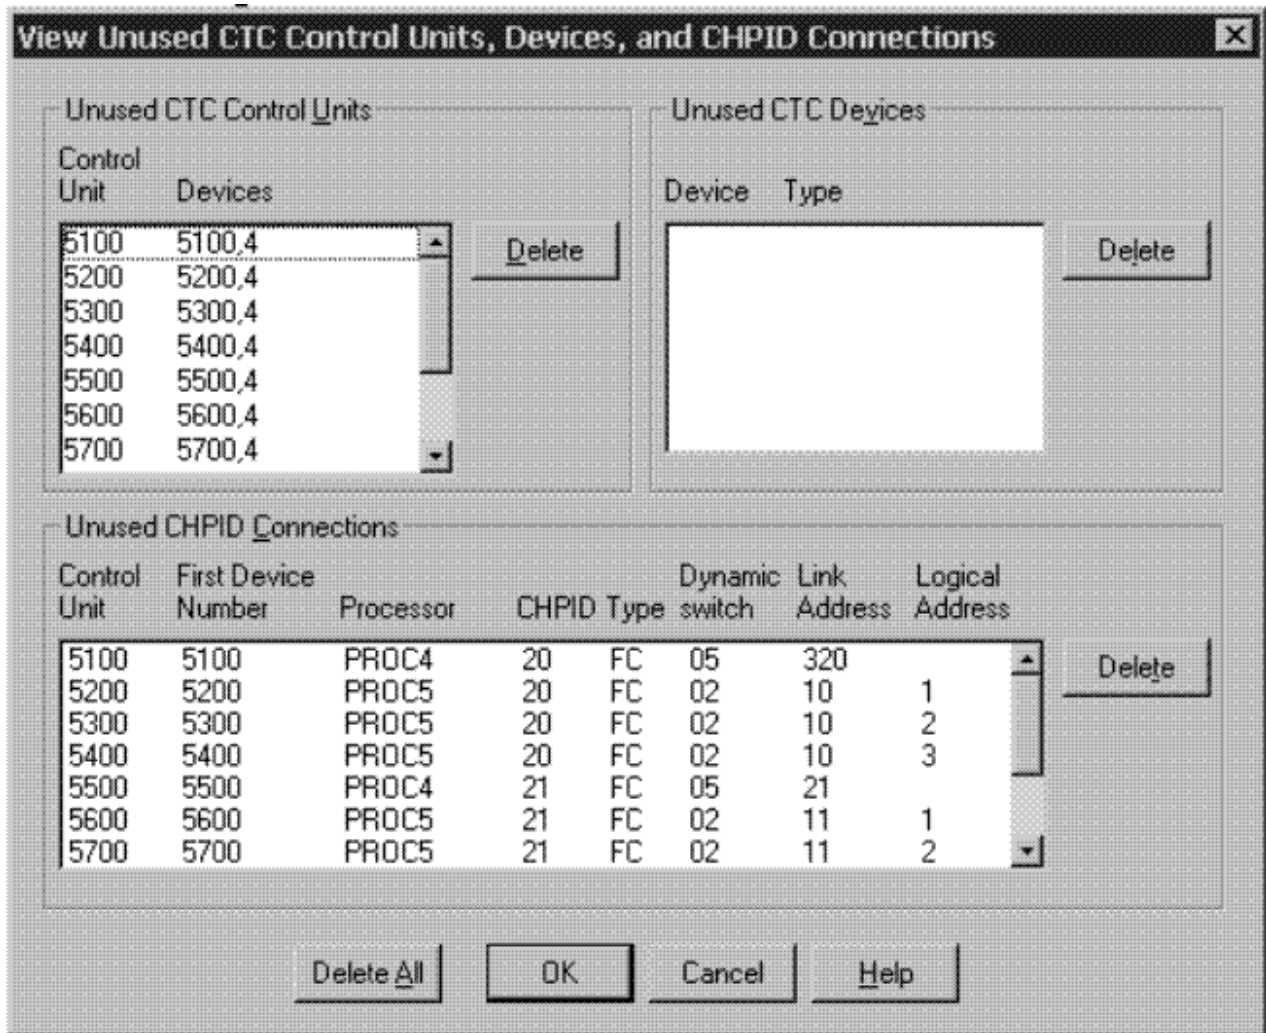 View Unused CTC Control Units, Devices, and CHPID Connections
Unused CTC Control Units
Control
Unit Devices
5100 5100,4
5200 5200,4
5300 5300,4
5400 5400,4
5500 5500,4
5600 5600,4
5700 5700,4
Delete
Unused CTC Devices
Device Type
Delete
Unused CHPID Connections
Control First Device Dynamic Link Logical
Unit Number Processor CHPID Type switch Address Address
5100 5100 PROC4 20 FC 05 320
5200 5200 PROC5 20 FC 02 10 1
5300 5300 PROC5 20 FC 02 10 2
5400 5400 PROC5 20 FC 02 10 3
5500 5500 PROC4 21 FC 05 21
5600 5600 PROC5 21 FC 02 11 1
5700 5700 PROC5 21 FC 02 11 2
Delete
Delete All OK Cancel Help